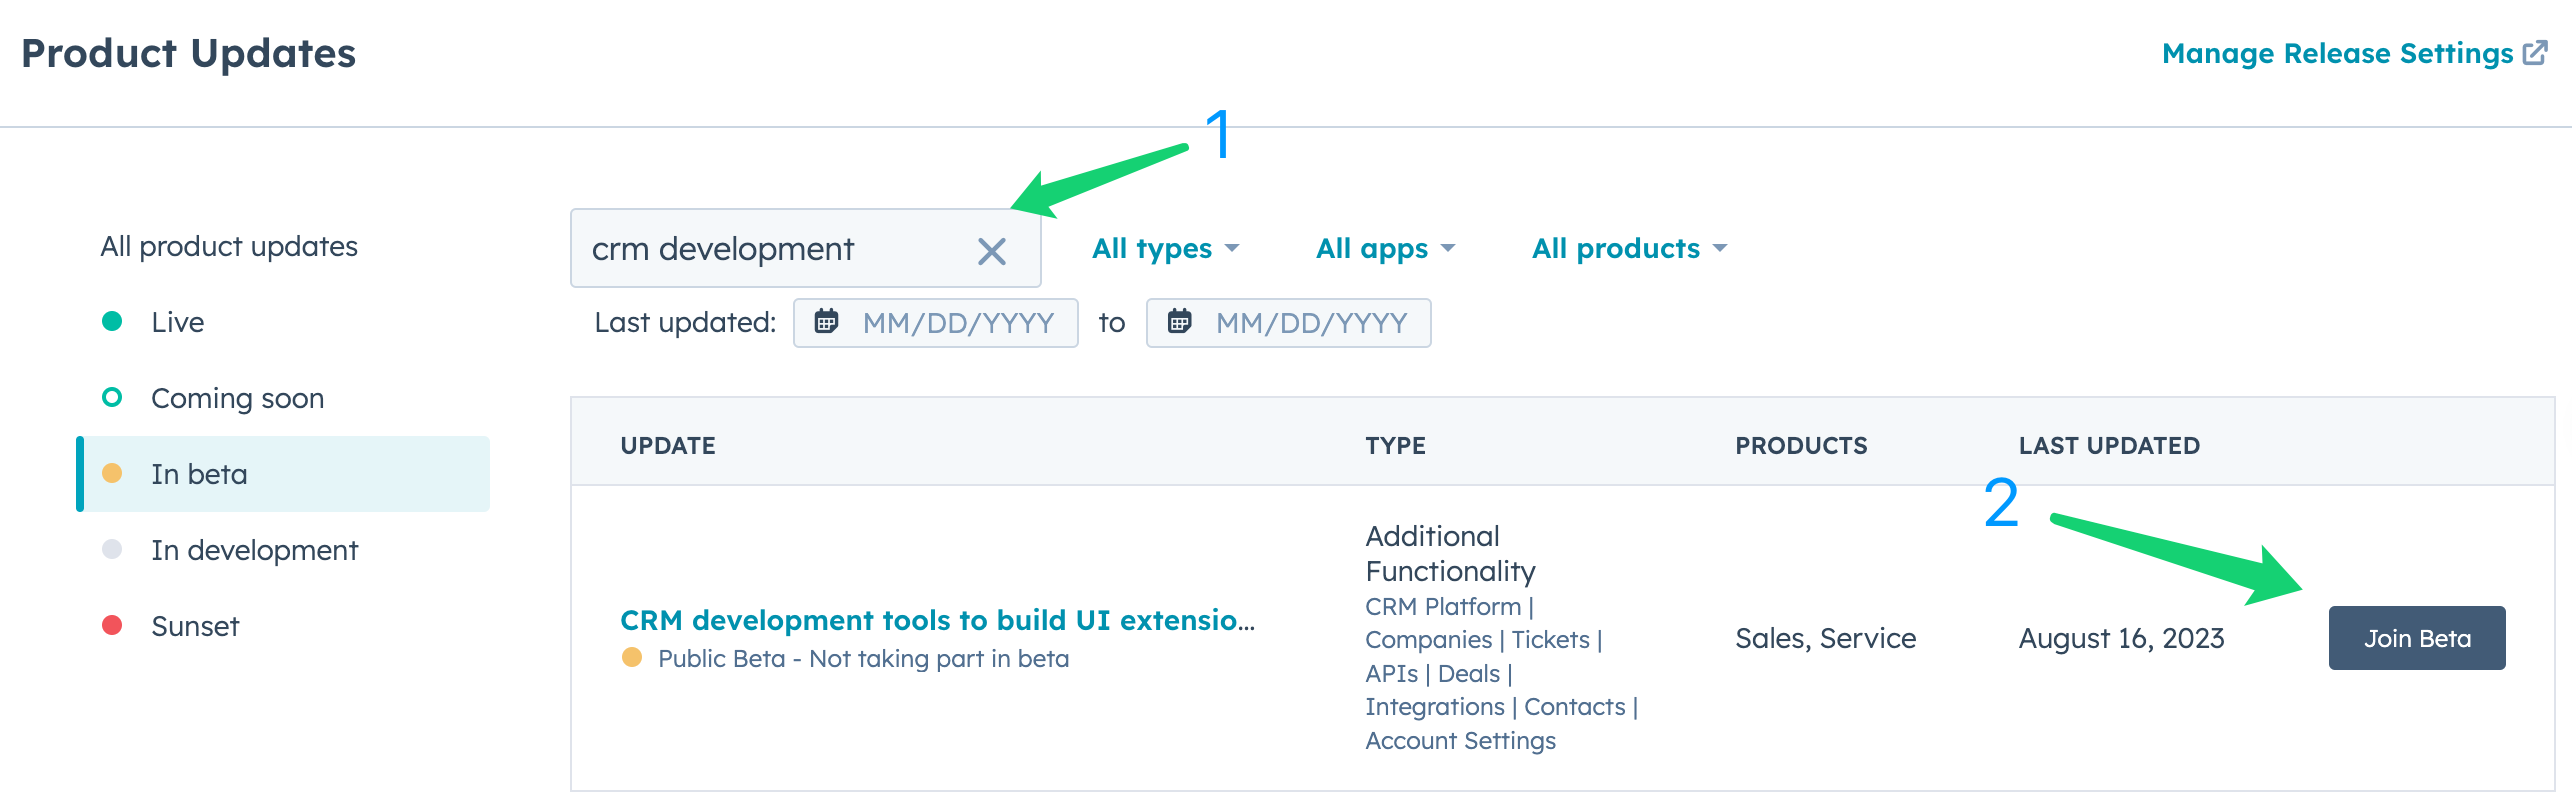 Product Updates
Manage Release Settings
1
All product updates
Live
Coming soon
In beta
In development
Sunset
crm development
All types
All apps
All products
Last updated: MM/DD/YYYY to MM/DD/YYYY
UPDATE TYPE PRODUCTS LAST UPDATED
2
CRM development tools to build UI extensio...
Public Beta - Not taking part in beta
Additional
Functionality
CRM Platform |
Companies | Tickets |
APIs | Deals |
Integrations | Contacts |
Account Settings
Sales, Service
August 16, 2023
Join Beta